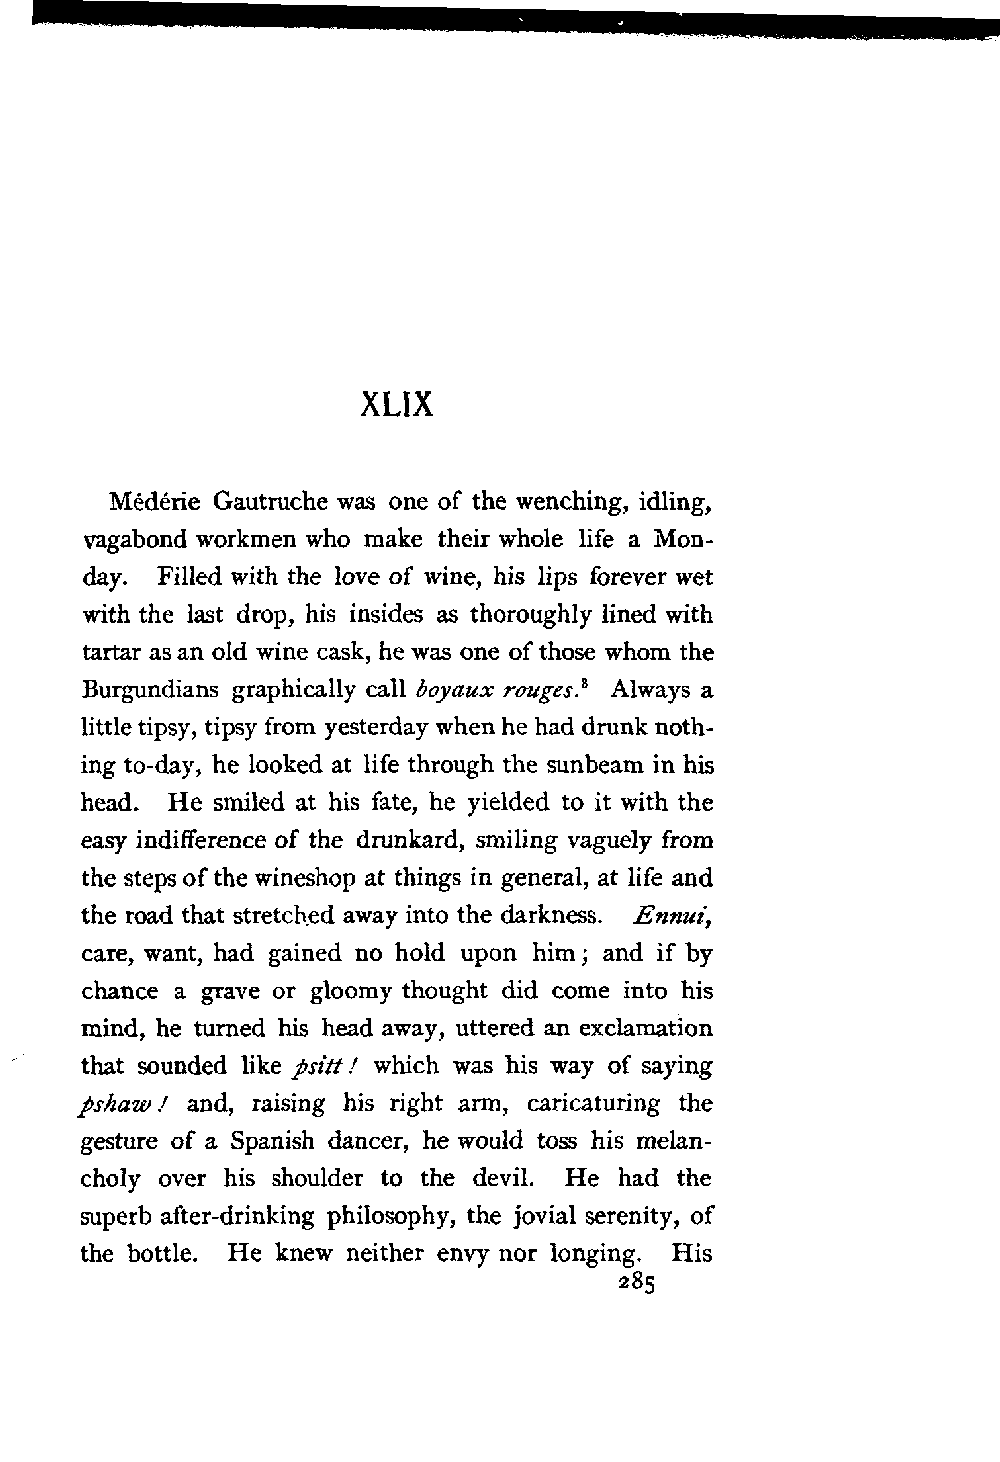 XLIX
Médérie Gautruche was one of the wenching, idling,
vagabond workmen who make their whole life a Mon-
day. Filled with the love of wine, his lips forever wet
with the last drop, his insides as thoroughly lined with
tartar as an old wine cask, he was one of those whom the
Burgundians graphically call boyaux rouges.⁸ Always a
little tipsy, tipsy from yesterday when he had drunk noth-
ing to-day, he looked at life through the sunbeam in his
head. He smiled at his fate, he yielded to it with the
easy indifference of the drunkard, smiling vaguely from
the steps of the wineshop at things in general, at life and
the road that stretched away into the darkness. Ennui,
care, want, had gained no hold upon him; and if by
chance a grave or gloomy thought did come into his
mind, he turned his head away, uttered an exclamation
that sounded like psitt! which was his way of saying
pshaw! and, raising his right arm, caricaturing the
gesture of a Spanish dancer, he would toss his melan-
choly over his shoulder to the devil. He had the
superb after-drinking philosophy, the jovial serenity, of
the bottle. He knew neither envy nor longing. His
285